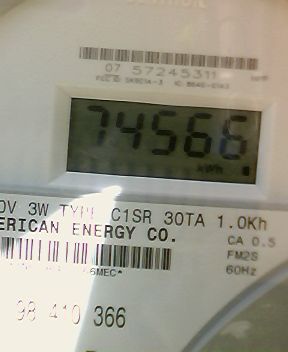 07 57245311
74566
kWh
0V 3W TYPE C1SR 30TA 1.0Kh
ERICAN ENERGY CO.
CA 0.5
FM2S
60Hz
6MEC*
98 410 366